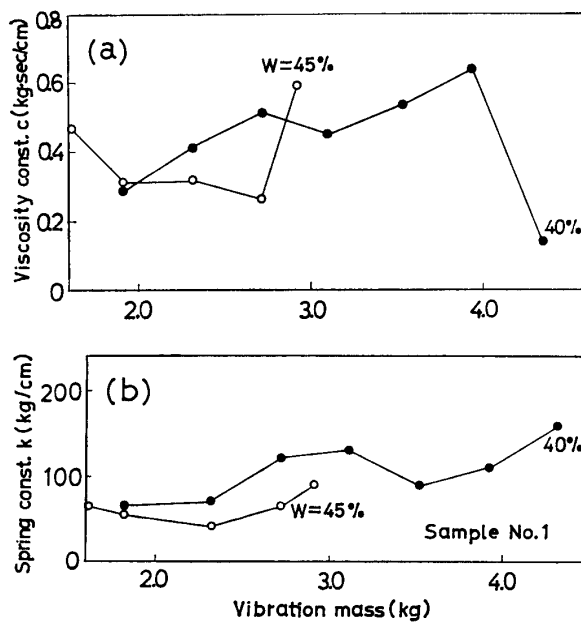 (a)
W=45%
40%
Viscosity const. c (kg·sec/cm)
0.8
0.6
0.4
0.2
0
2.0 3.0 4.0
(b)
40%
W=45%
Sample No.1
Spring const. k (kg/cm)
200
100
0
2.0 3.0 4.0
Vibration mass (kg)